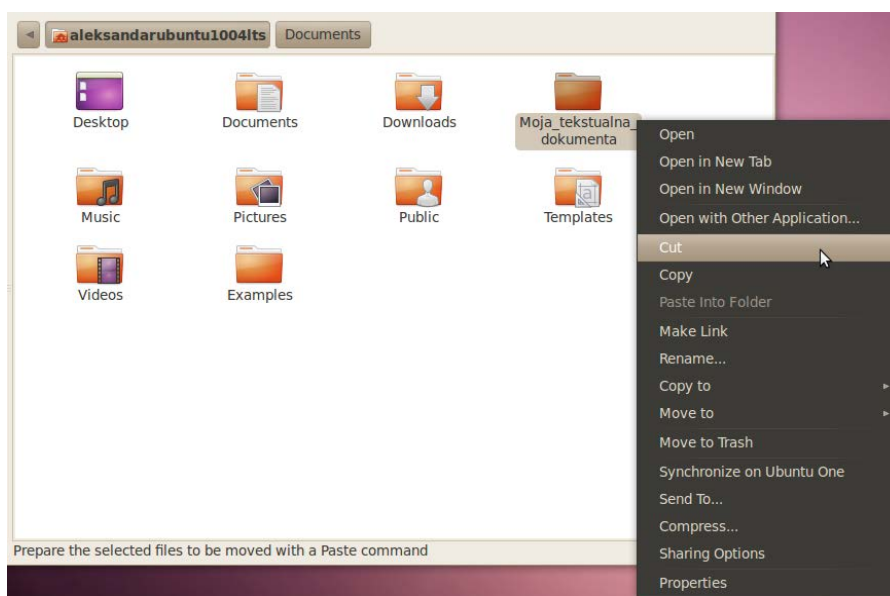 aleksandarubuntu1004lts Documents
Desktop Documents Downloads Moja_tekstualna_
dokumenta
Music Pictures Public Templates
Videos Examples
Open
Open in New Tab
Open in New Window
Open with Other Application...
Cut
Copy
Paste Into Folder
Make Link
Rename...
Copy to
Move to
Move to Trash
Synchronize on Ubuntu One
Send To...
Compress...
Sharing Options
Properties
Prepare the selected files to be moved with a Paste command